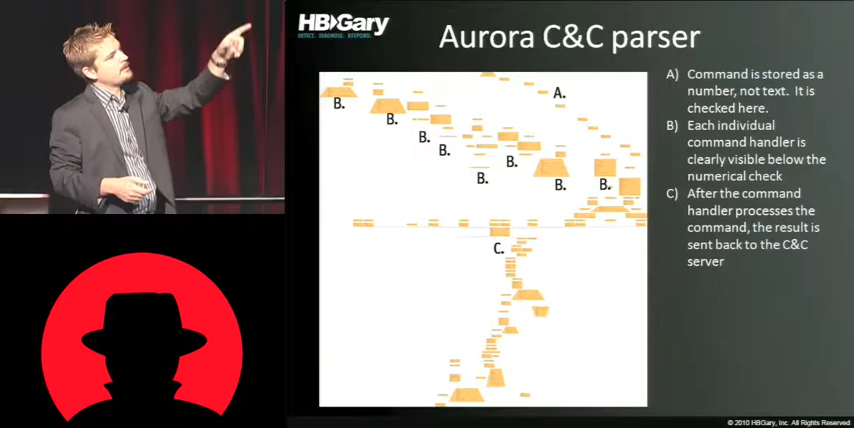 HBGary
DETECT. DIAGNOSE. RESPOND.
Aurora C&C parser
A.
B.
B.
B.
B.
B.
B.
B.
B.
C.
A) Command is stored as a
number, not text. It is
checked here.
B) Each individual
command handler is
clearly visible below the
numerical check
C) After the command
handler processes the
command, the result is
sent back to the C&C
server
© 2010 HBGary, Inc. All Rights Reserved